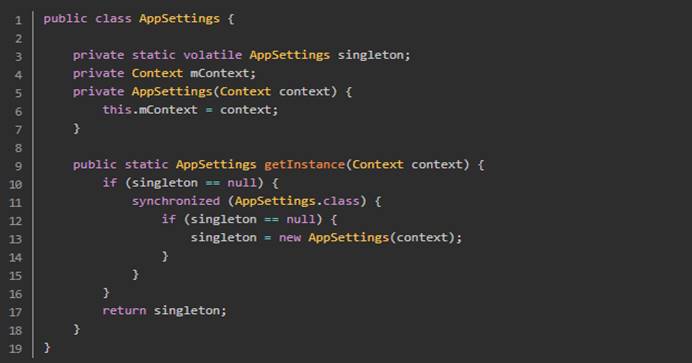 1 public class AppSettings {
2
3     private static volatile AppSettings singleton;
4     private Context mContext;
5     private AppSettings(Context context) {
6         this.mContext = context;
7     }
8
9     public static AppSettings getInstance(Context context) {
10         if (singleton == null) {
11             synchronized (AppSettings.class) {
12                 if (singleton == null) {
13                     singleton = new AppSettings(context);
14                 }
15             }
16         }
17         return singleton;
18     }
19 }